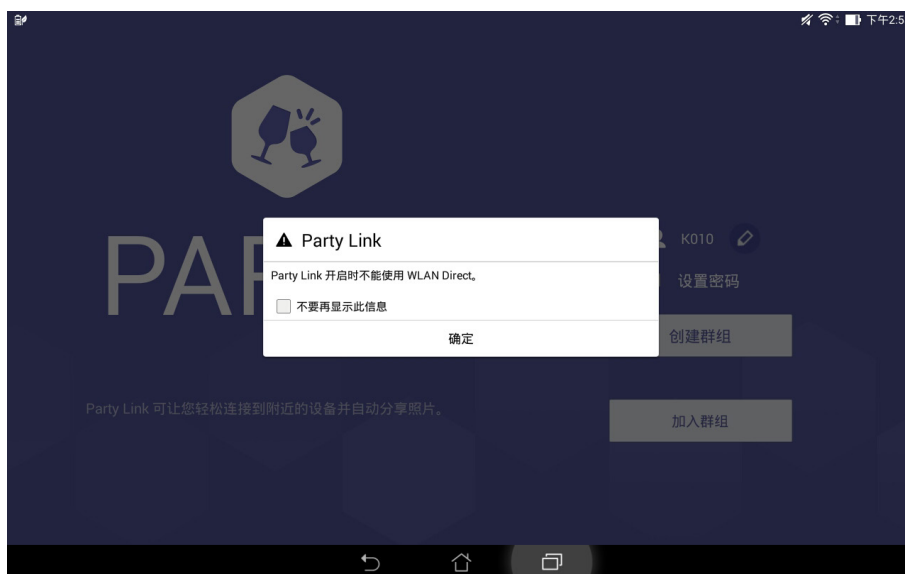 下午2:5
PAR
Party Link
Party Link 开启时不能使用 WLAN Direct。
不要再显示此信息
确定
K010
设置密码
创建群组
Party Link 可让您轻松连接到附近的设备并自动分享照片。
加入群组